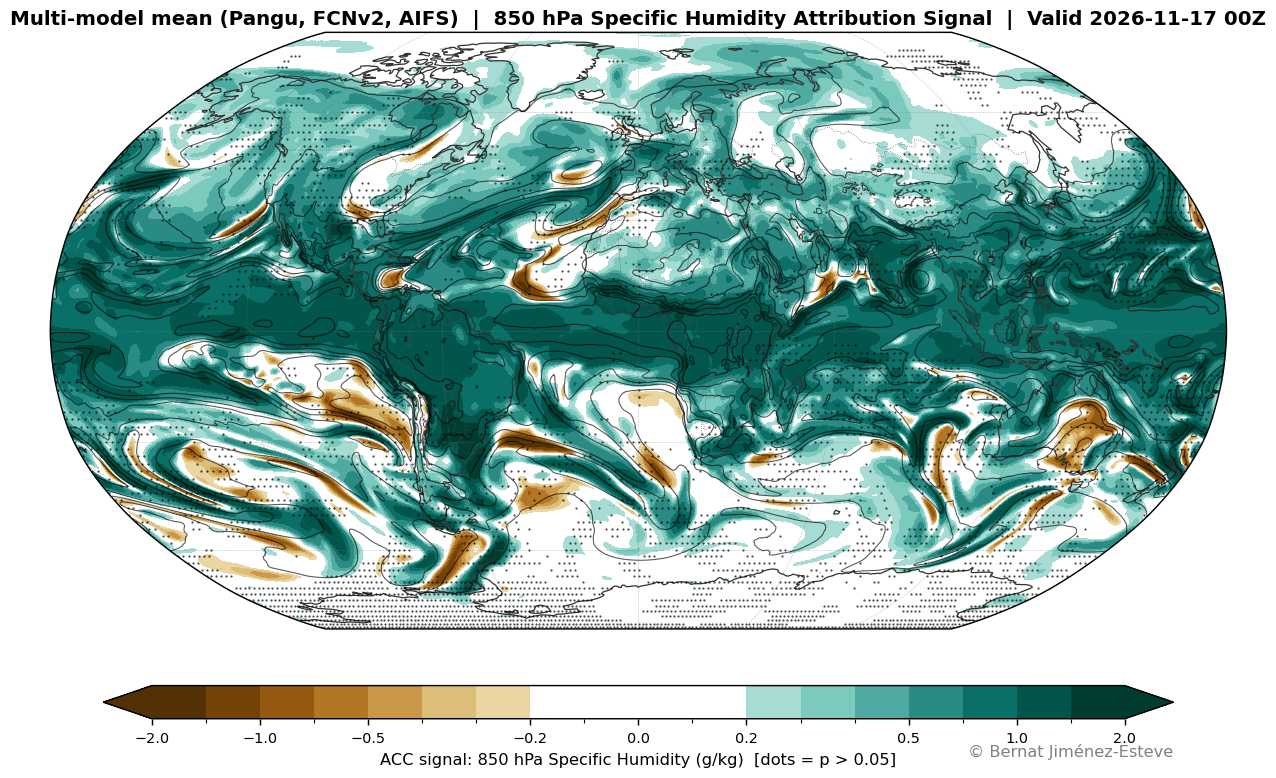 Multi-model mean (Pangu, FCNv2, AIFS)  |  850 hPa Specific Humidity Attribution Signal  |  Valid 2026-11-17 00Z
−2.0 −1.0 −0.5 −0.2 0.0 0.2 0.5 1.0 2.0
ACC signal: 850 hPa Specific Humidity (g/kg)  [dots = p > 0.05]
© Bernat Jiménez-Esteve